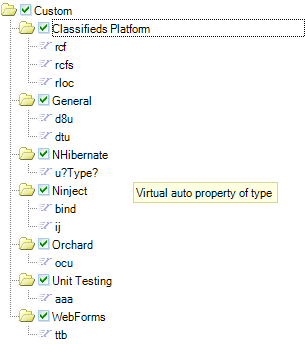 Custom
Classifieds Platform
rcf
rcfs
rloc
General
d8u
dtu
NHibernate
u?Type?
Ninject
Virtual auto property of type
bind
ij
Orchard
ocu
Unit Testing
aaa
WebForms
ttb